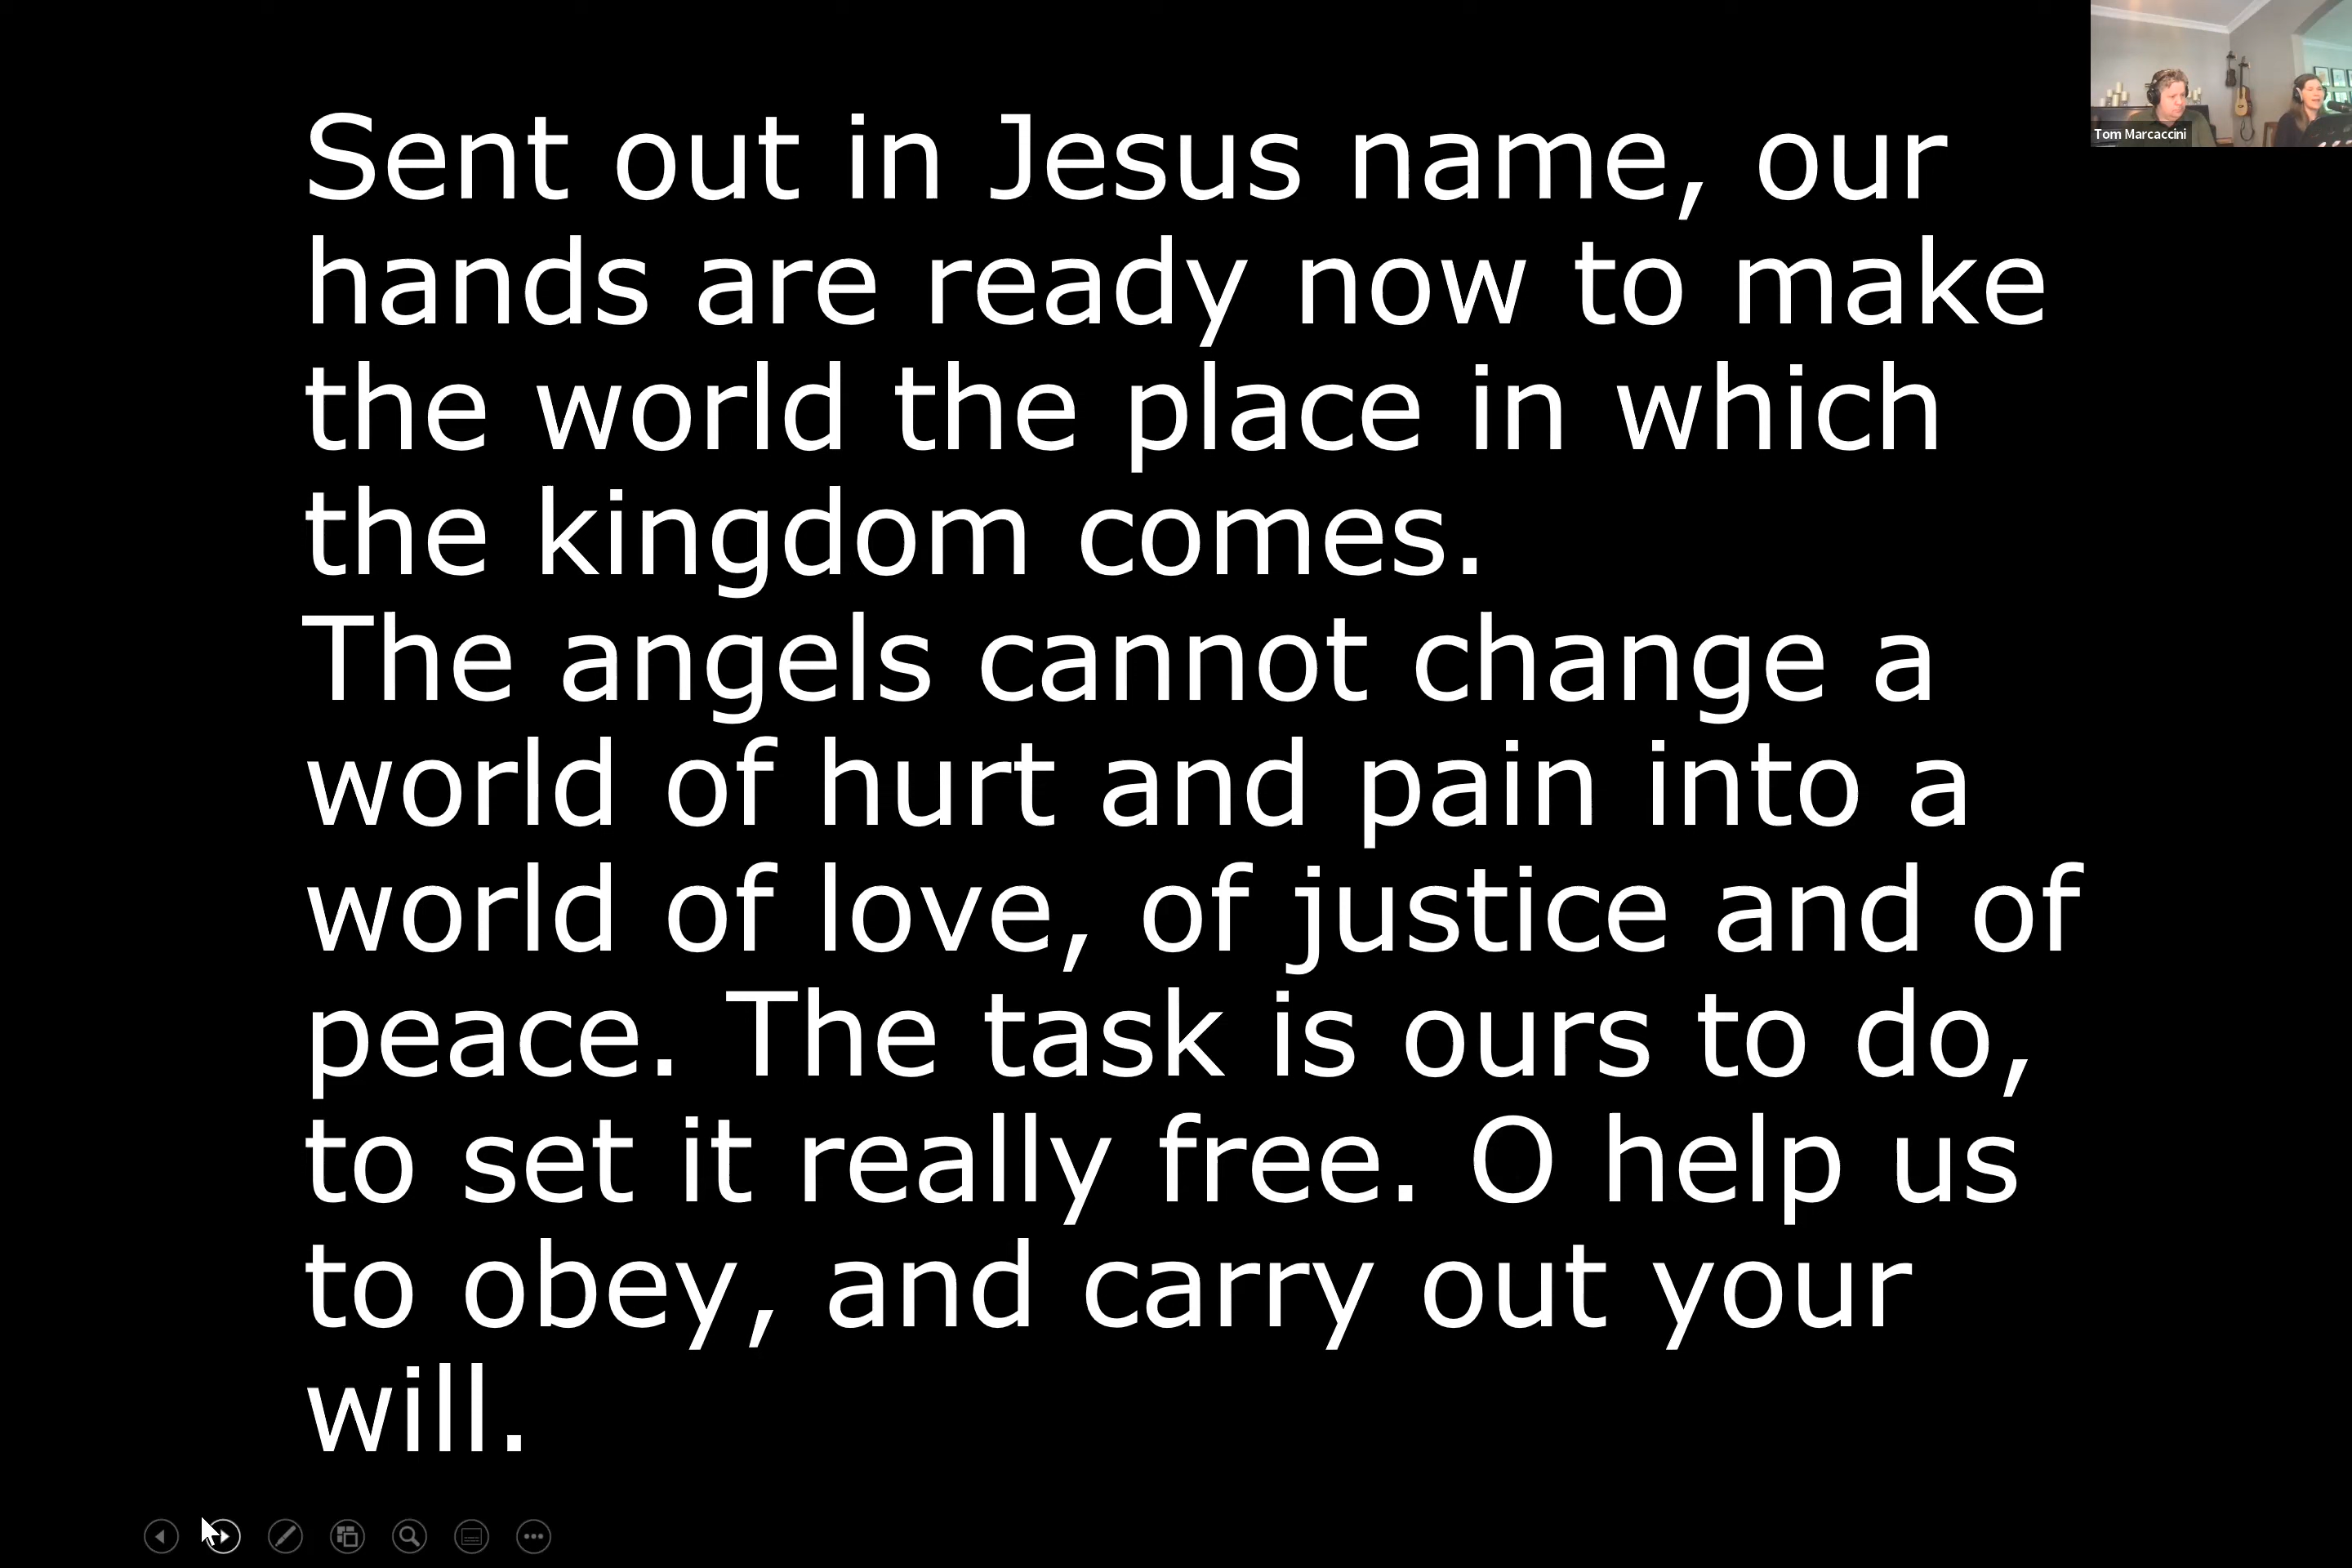 Sent out in Jesus name, our
hands are ready now to make
the world the place in which
the kingdom comes.
The angels cannot change a
world of hurt and pain into a
world of love, of justice and of
peace. The task is ours to do,
to set it really free. O help us
to obey, and carry out your
will.
Tom Marcaccini